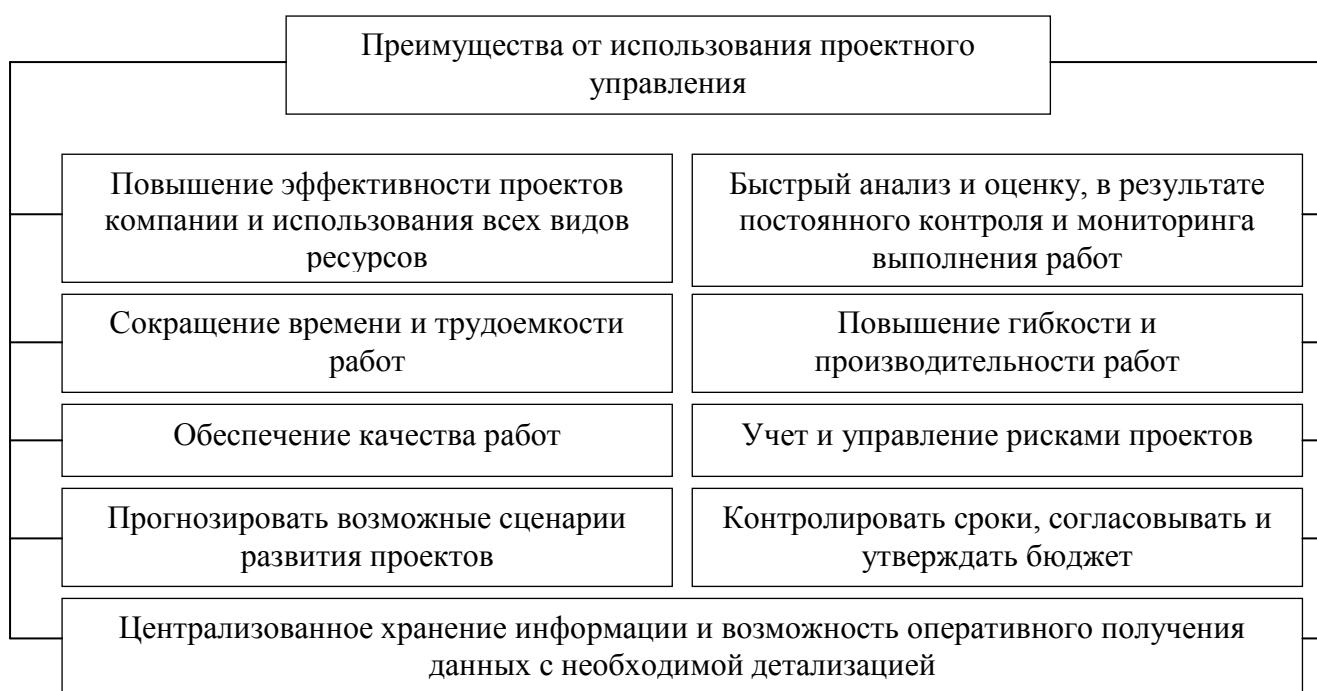 Преимущества от использования проектного
управления
Повышение эффективности проектов
компании и использования всех видов
ресурсов
Быстрый анализ и оценку, в результате
постоянного контроля и мониторинга
выполнения работ
Сокращение времени и трудоемкости
работ
Повышение гибкости и
производительности работ
Обеспечение качества работ
Учет и управление рисками проектов
Прогнозировать возможные сценарии
развития проектов
Контролировать сроки, согласовывать и
утверждать бюджет
Централизованное хранение информации и возможность оперативного получения
данных с необходимой детализацией